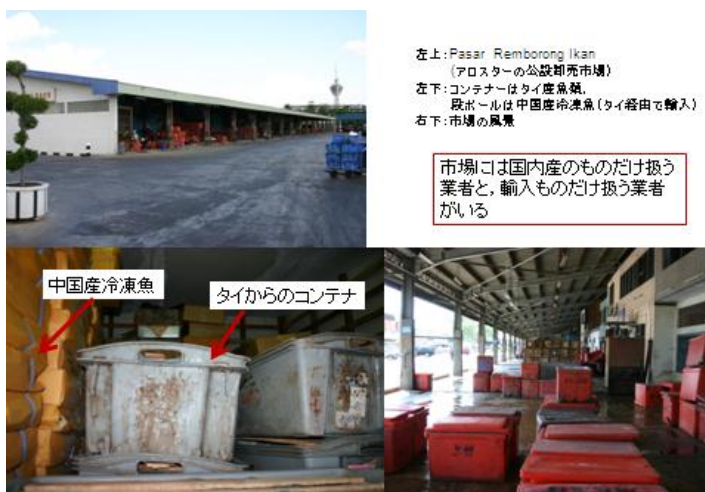 左上:Pasar Remborong Ikan
(アロスターの公設卸売市場)
左下:コンテナーはタイ産魚類,
段ボールは中国産冷凍魚(タイ経由で輸入)
右下:市場の風景
市場には国内産のものだけ扱う
業者と,輸入ものだけ扱う業者
がいる
中国産冷凍魚
タイからのコンテナ